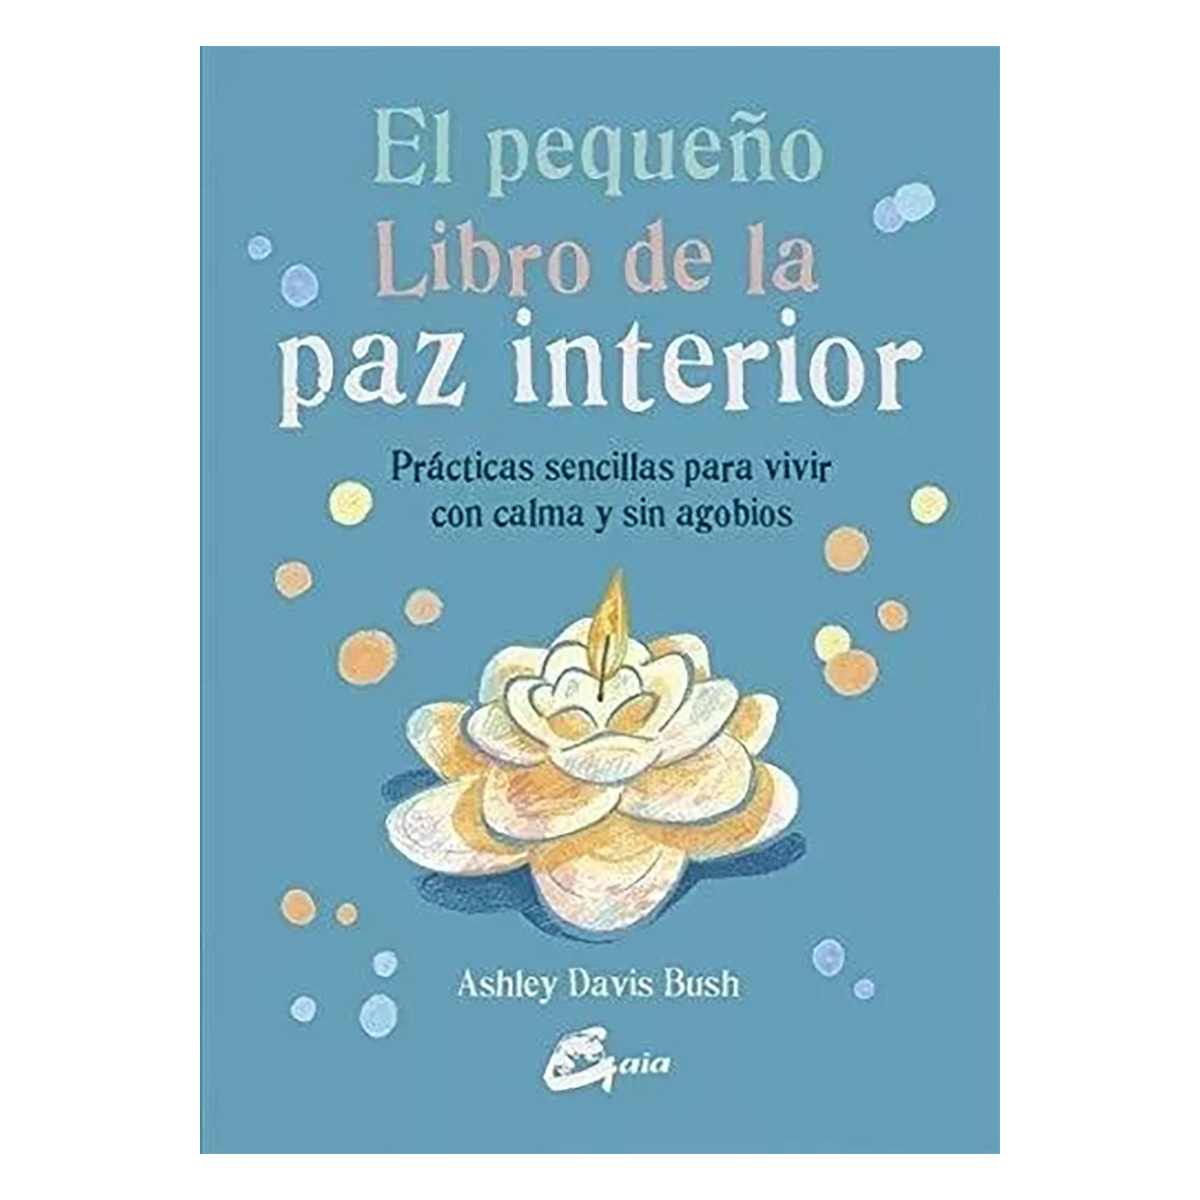 El pequeño
Libro de la
paz interior
Prácticas sencillas para vivir
con calma y sin agobios
Ashley Davis Bush
Gaia